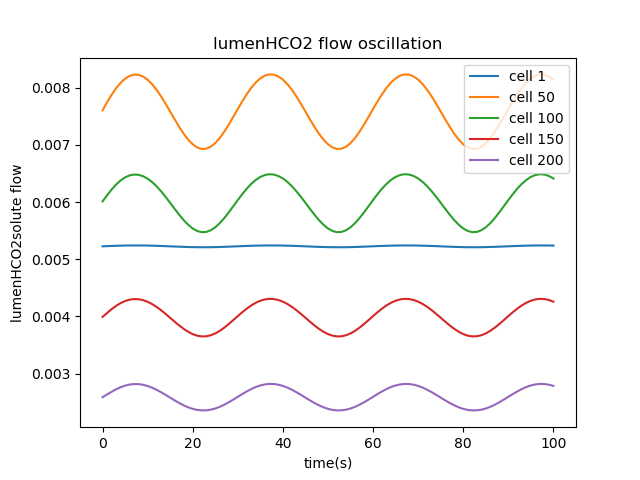 lumenHCO2 flow oscillation
cell 1
cell 50
cell 100
cell 150
cell 200
lumenHCO2solute flow
0.008
0.007
0.006
0.005
0.004
0.003
0
20
40
60
80
100
time(s)